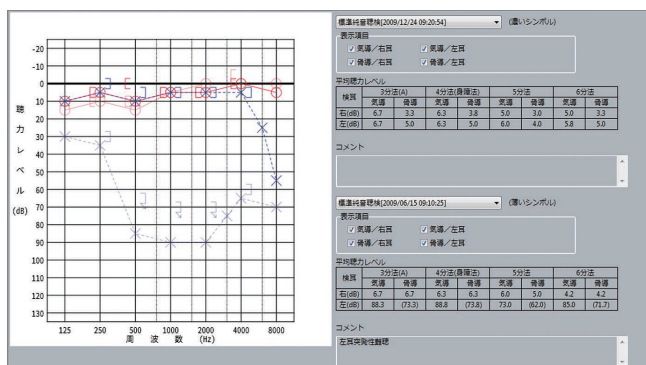 標準純音聴検[2009/12/24 09:20:54] (濃いシンボル)
表示項目
気導/右耳 気導/左耳
骨導/右耳 骨導/左耳
平均聴力レベル
検耳 3分法(A) 4分法(身障法) 5分法 6分法
気導 骨導 気導 骨導 気導 骨導 気導 骨導
右(dB) 6.7 3.3 6.3 3.8 5.0 3.0 5.0 3.3
左(dB) 6.7 5.0 6.3 5.0 6.0 4.0 5.8 5.0
コメント
標準純音聴検[2009/06/15 09:10:25] (薄いシンボル)
表示項目
気導/右耳 気導/左耳
骨導/右耳 骨導/左耳
平均聴力レベル
検耳 3分法(A) 4分法(身障法) 5分法 6分法
気導 骨導 気導 骨導 気導 骨導 気導 骨導
右(dB) 6.7 6.7 6.3 6.3 6.0 5.0 4.2 4.2
左(dB) 88.3 (73.3) 88.8 (73.8) 73.0 (62.0) 85.0 (71.7)
コメント
左耳突発性難聴
-20
-10
0
10
20
30
40
50
60
70
80
90
100
110
120
130
聴力レベル
(dB)
125 250 500 1000 2000 4000 8000
周波数 (Hz)